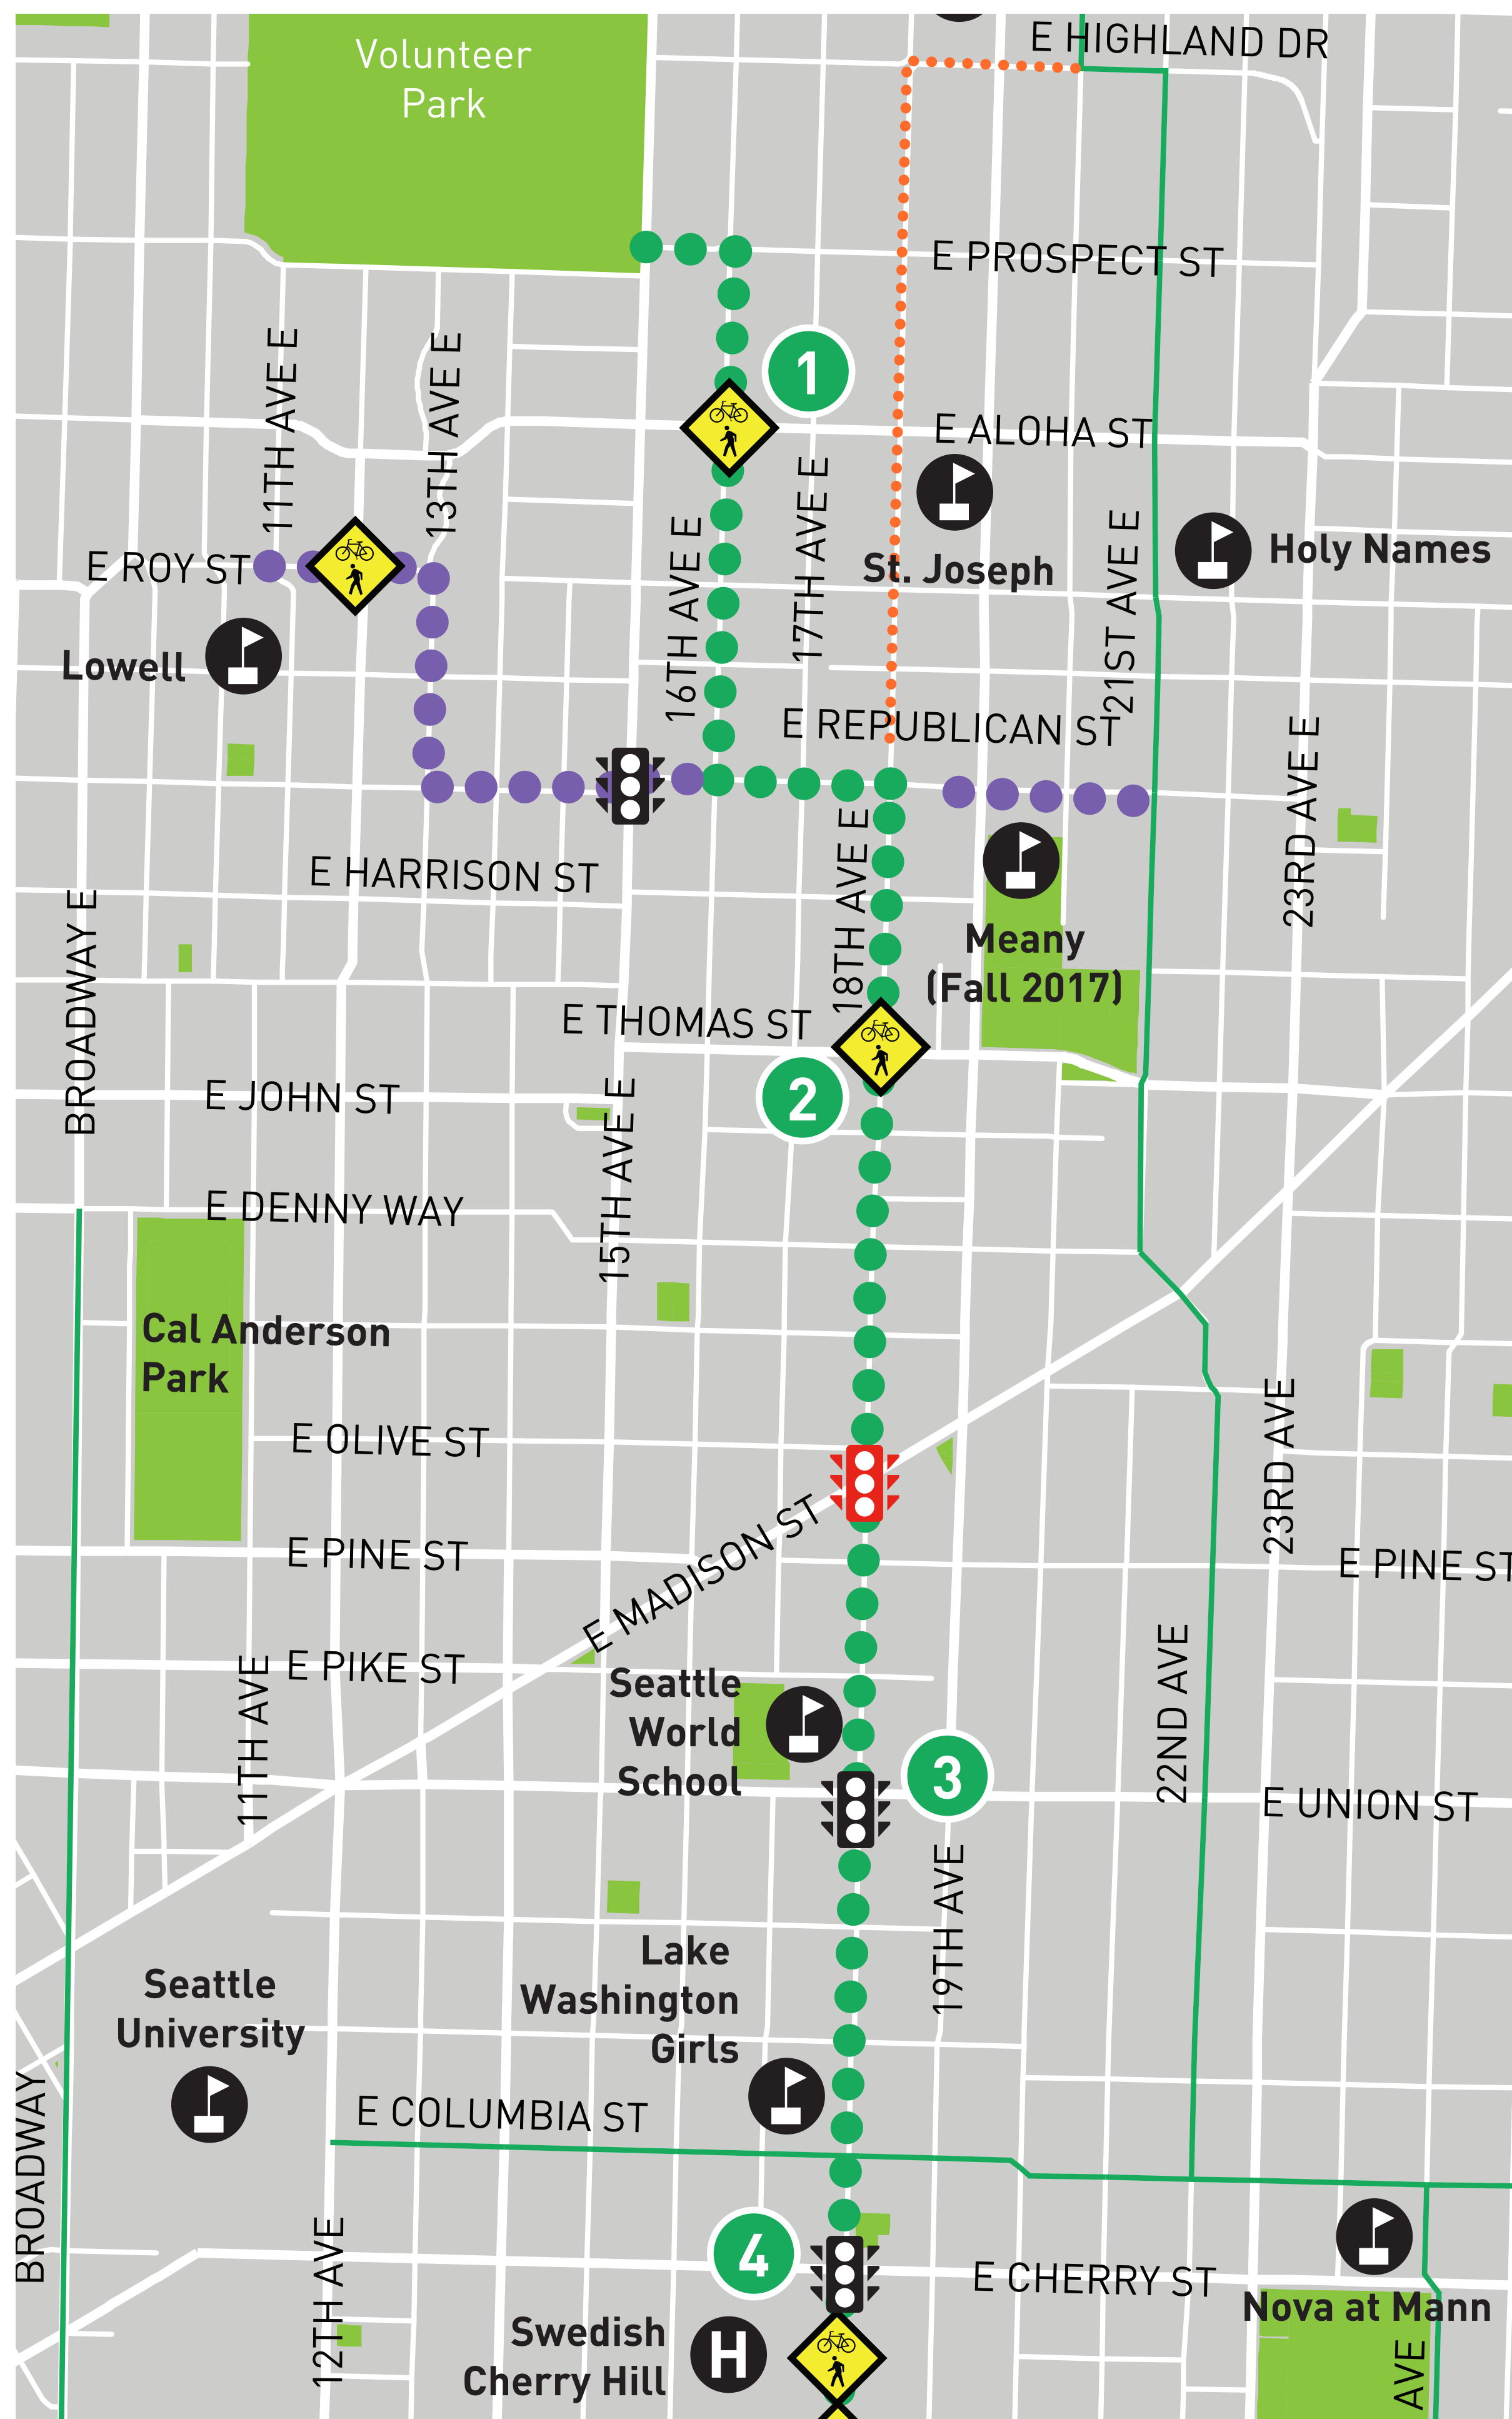 E HIGHLAND DR
Volunteer
Park
E PROSPECT ST
1
11TH AVE E
13TH AVE E
E ALOHA ST
16TH AVE E
17TH AVE E
21ST AVE E
St. Joseph
Holy Names
E ROY ST
Lowell
E REPUBLICAN ST
23RD AVE E
18TH AVE E
E HARRISON ST
BROADWAY E
Meany
(Fall 2017)
E THOMAS ST
2
E JOHN ST
15TH AVE E
E DENNY WAY
Cal Anderson
Park
E OLIVE ST
23RD AVE
E MADISON ST
E PINE ST
E PINE ST
E PIKE ST
11TH AVE
22ND AVE
Seattle
World
School
3
E UNION ST
19TH AVE
Lake
Washington
Girls
Seattle
University
E COLUMBIA ST
BROADWAY
12TH AVE
4
E CHERRY ST
Nova at Mann
Swedish
Cherry Hill
H
AVE